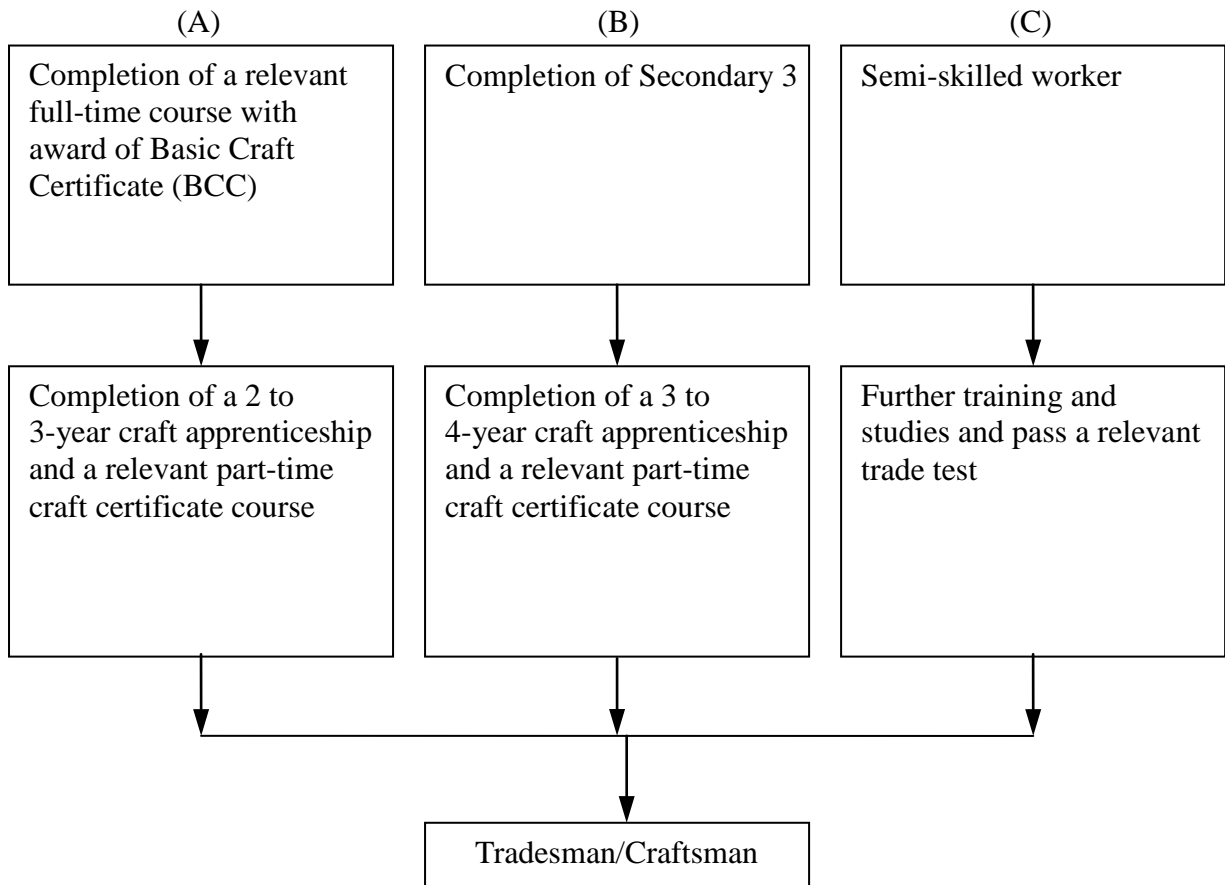 (A)
Completion of a relevant
full-time course with
award of Basic Craft
Certificate (BCC)
Completion of a 2 to
3-year craft apprenticeship
and a relevant part-time
craft certificate course
(B)
Completion of Secondary 3
Completion of a 3 to
4-year craft apprenticeship
and a relevant part-time
craft certificate course
(C)
Semi-skilled worker
Further training and
studies and pass a relevant
trade test
Tradesman/Craftsman